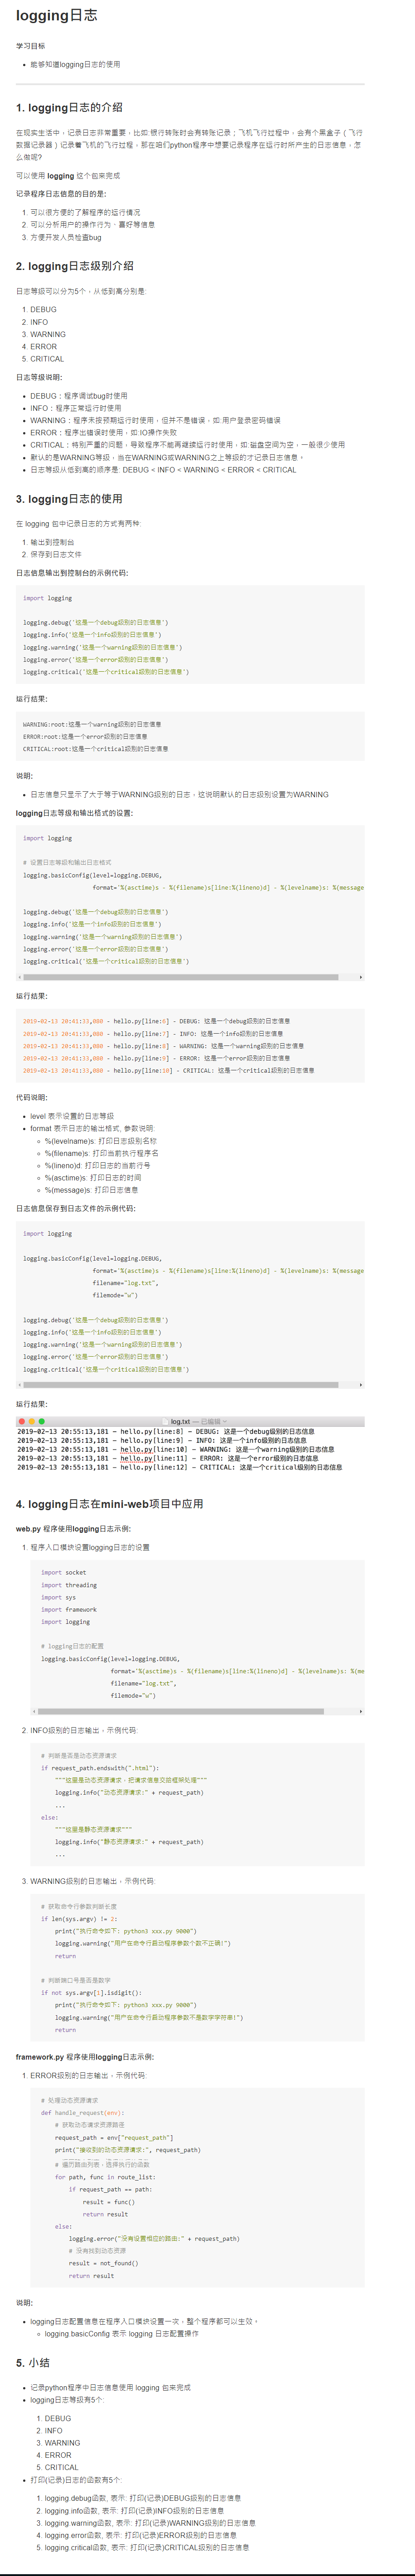 logging日志
学习目标
能够知道logging日志的使用
1. logging日志的介绍
在现实生活中，记录日志非常重要，比如:银行转账时会有转账记录；飞机飞行过程中，会有个黑盒子（飞行
数据记录器）记录着飞机的飞行过程，那在咱们python程序中想要记录程序在运行时所产生的日志信息，怎
么做呢?
可以使用 logging 这个包来完成
记录程序日志信息的目的是:
1. 可以很方便的了解程序的运行情况
2. 可以分析用户的操作行为、喜好等信息
3. 方便开发人员检查bug
2. logging日志级别介绍
日志等级可以分为5个，从低到高分别是:
1. DEBUG
2. INFO
3. WARNING
4. ERROR
5. CRITICAL
日志等级说明:
DEBUG：程序调试bug时使用
INFO：程序正常运行时使用
WARNING：程序未按预期运行时使用，但并不是错误，如:用户登录密码错误
ERROR：程序出错误时使用，如:IO操作失败
CRITICAL：特别严重的问题，导致程序不能再继续运行时使用，如:磁盘空间为空，一般很少使用
默认的是WARNING等级，当在WARNING或WARNING之上等级的才记录日志信息。
日志等级从低到高的顺序是: DEBUG < INFO < WARNING < ERROR < CRITICAL
3. logging日志的使用
在 logging 包中记录日志的方式有两种:
1. 输出到控制台
2. 保存到日志文件
日志信息输出到控制台的示例代码:
import logging
logging.debug('这是一个debug级别的日志信息')
logging.info('这是一个info级别的日志信息')
logging.warning('这是一个warning级别的日志信息')
logging.error('这是一个error级别的日志信息')
logging.critical('这是一个critical级别的日志信息')
运行结果:
WARNING:root:这是一个warning级别的日志信息
ERROR:root:这是一个error级别的日志信息
CRITICAL:root:这是一个critical级别的日志信息
说明:
日志信息只显示了大于等于WARNING级别的日志，这说明默认的日志级别设置为WARNING
logging日志等级和输出格式的设置:
import logging
# 设置日志等级和输出日志格式
logging.basicConfig(level=logging.DEBUG,
format='%(asctime)s - %(filename)s[line:%(lineno)d] - %(levelname)s: %(message
logging.debug('这是一个debug级别的日志信息')
logging.info('这是一个info级别的日志信息')
logging.warning('这是一个warning级别的日志信息')
logging.error('这是一个error级别的日志信息')
logging.critical('这是一个critical级别的日志信息')
运行结果:
2019-02-13 20:41:33,080 - hello.py[line:6] - DEBUG: 这是一个debug级别的日志信息
2019-02-13 20:41:33,080 - hello.py[line:7] - INFO: 这是一个info级别的日志信息
2019-02-13 20:41:33,080 - hello.py[line:8] - WARNING: 这是一个warning级别的日志信息
2019-02-13 20:41:33,080 - hello.py[line:9] - ERROR: 这是一个error级别的日志信息
2019-02-13 20:41:33,080 - hello.py[line:10] - CRITICAL: 这是一个critical级别的日志信息
代码说明:
level 表示设置的日志等级
format 表示日志的输出格式, 参数说明:
%(levelname)s: 打印日志级别名称
%(filename)s: 打印当前执行程序名
%(lineno)d: 打印日志的当前行号
%(asctime)s: 打印日志的时间
%(message)s: 打印日志信息
日志信息保存到日志文件的示例代码:
import logging
logging.basicConfig(level=logging.DEBUG,
format='%(asctime)s - %(filename)s[line:%(lineno)d] - %(levelname)s: %(message
filename="log.txt",
filemode="w")
logging.debug('这是一个debug级别的日志信息')
logging.info('这是一个info级别的日志信息')
logging.warning('这是一个warning级别的日志信息')
logging.error('这是一个error级别的日志信息')
logging.critical('这是一个critical级别的日志信息')
运行结果:
log.txt — 已编辑
2019-02-13 20:55:13,181 - hello.py[line:8] - DEBUG: 这是一个debug级别的日志信息
2019-02-13 20:55:13,181 - hello.py[line:9] - INFO: 这是一个info级别的日志信息
2019-02-13 20:55:13,181 - hello.py[line:10] - WARNING: 这是一个warning级别的日志信息
2019-02-13 20:55:13,181 - hello.py[line:11] - ERROR: 这是一个error级别的日志信息
2019-02-13 20:55:13,181 - hello.py[line:12] - CRITICAL: 这是一个critical级别的日志信息
4. logging日志在mini-web项目中应用
web.py 程序使用logging日志示例:
1. 程序入口模块设置logging日志的设置
import socket
import threading
import sys
import framework
import logging
# logging日志的配置
logging.basicConfig(level=logging.DEBUG,
format='%(asctime)s - %(filename)s[line:%(lineno)d] - %(levelname)s: %(me
filename="log.txt",
filemode="w")
2. INFO级别的日志输出，示例代码:
# 判断是否是动态资源请求
if request_path.endswith(".html"):
"""这里是动态资源请求，把请求信息交给框架处理"""
logging.info("动态资源请求:" + request_path)
...
else:
"""这里是静态资源请求"""
logging.info("静态资源请求:" + request_path)
...
3. WARNING级别的日志输出，示例代码:
# 获取命令行参数判断长度
if len(sys.argv) != 2:
print("执行命令如下: python3 xxx.py 9000")
logging.warning("用户在命令行启动程序参数个数不正确!")
return
# 判断端口号是否是数字
if not sys.argv[1].isdigit():
print("执行命令如下: python3 xxx.py 9000")
logging.warning("用户在命令行启动程序参数不是数字字符串!")
return
framework.py 程序使用logging日志示例:
1. ERROR级别的日志输出，示例代码:
# 处理动态资源请求
def handle_request(env):
# 获取动态请求资源路径
request_path = env["request_path"]
print("接收到的动态资源请求:", request_path)
# 遍历路由列表，选择执行的函数
for path, func in route_list:
if request_path == path:
result = func()
return result
else:
logging.error("没有设置相应的路由:" + request_path)
# 没有找到动态资源
result = not_found()
return result
说明:
logging日志配置信息在程序入口模块设置一次，整个程序都可以生效。
logging.basicConfig 表示 logging 日志配置操作
5. 小结
记录python程序中日志信息使用 logging 包来完成
logging日志等级有5个:
1. DEBUG
2. INFO
3. WARNING
4. ERROR
5. CRITICAL
打印(记录)日志的函数有5个:
1. logging.debug函数, 表示: 打印(记录)DEBUG级别的日志信息
2. logging.info函数, 表示: 打印(记录)INFO级别的日志信息
3. logging.warning函数, 表示: 打印(记录)WARNING级别的日志信息
4. logging.error函数, 表示: 打印(记录)ERROR级别的日志信息
5. logging.critical函数, 表示: 打印(记录)CRITICAL级别的日志信息